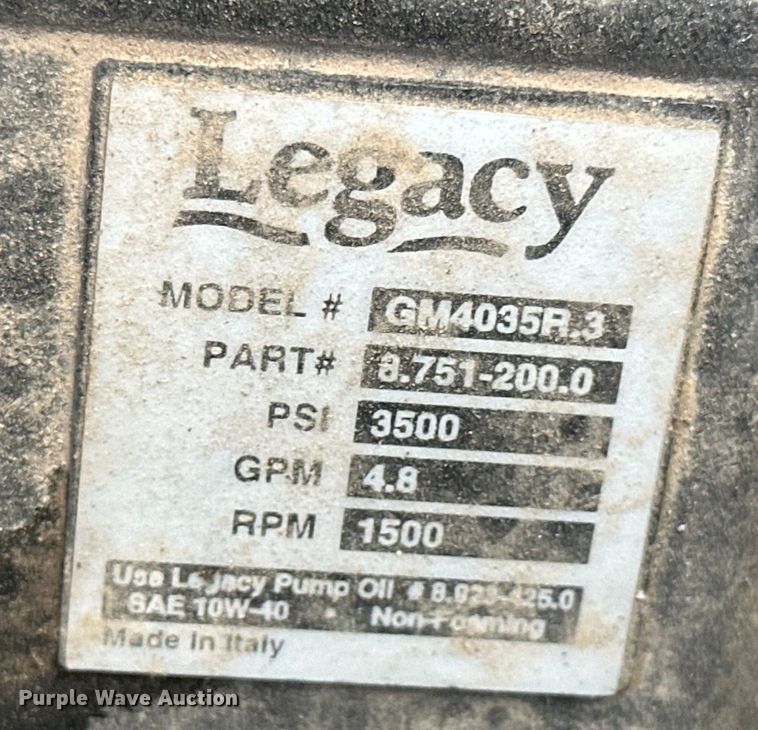 Legacy
MODEL # GM4035R.3
PART# 8.751-200.0
PSI 3500
GPM 4.8
RPM 1500
Use Legacy Pump Oil #
SAE 10W-40 • Non-Foaming
Made in Italy
Purple Wave Auction